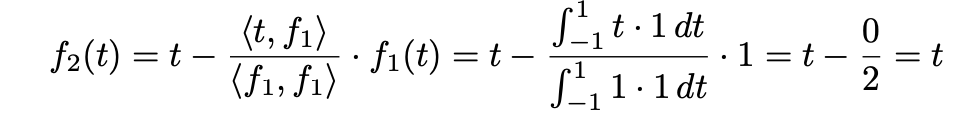 f₂(t) = t − ⟨t, f₁⟩ / ⟨f₁, f₁⟩ · f₁(t) = t − ∫₋₁¹ t · 1 dt / ∫₋₁¹ 1 · 1 dt · 1 = t − 0/2 = t